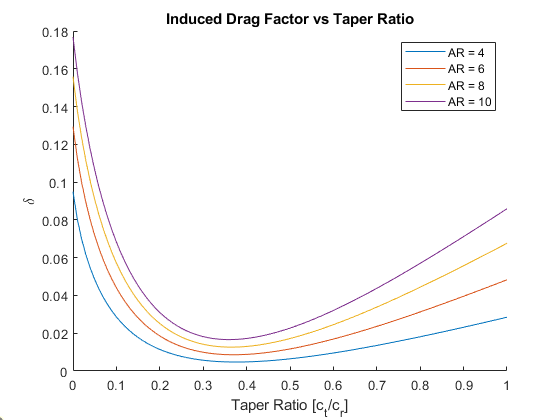 Induced Drag Factor vs Taper Ratio
AR = 4
AR = 6
AR = 8
AR = 10
0.18
0.16
0.14
0.12
0.1
0.08
0.06
0.04
0.02
0
δ
0 0.1 0.2 0.3 0.4 0.5 0.6 0.7 0.8 0.9 1
Taper Ratio [c_t/c_r]